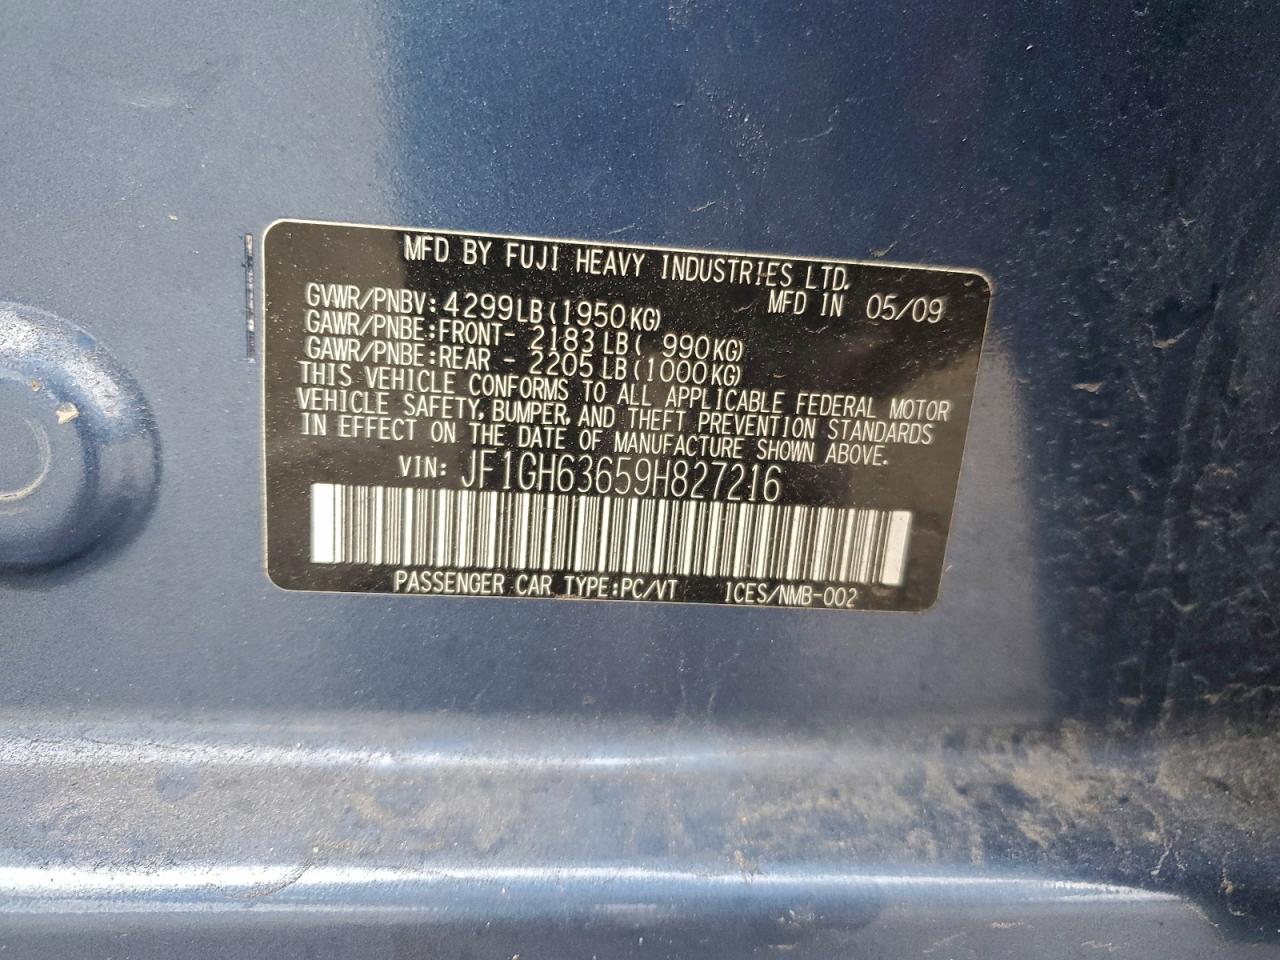 MFD BY FUJI HEAVY INDUSTRIES LTD.
MFD IN 05/09
GVWR/PNBV:4299LB(1950KG)
GAWR/PNBE:FRONT- 2183LB( 990KG)
GAWR/PNBE:REAR - 2205LB(1000KG)
THIS VEHICLE CONFORMS TO ALL APPLICABLE FEDERAL MOTOR
VEHICLE SAFETY, BUMPER, AND THEFT PREVENTION STANDARDS
IN EFFECT ON THE DATE OF MANUFACTURE SHOWN ABOVE.
VIN: JF1GH63659H827216
PASSENGER CAR TYPE:PC/VT ICES/NMB-002